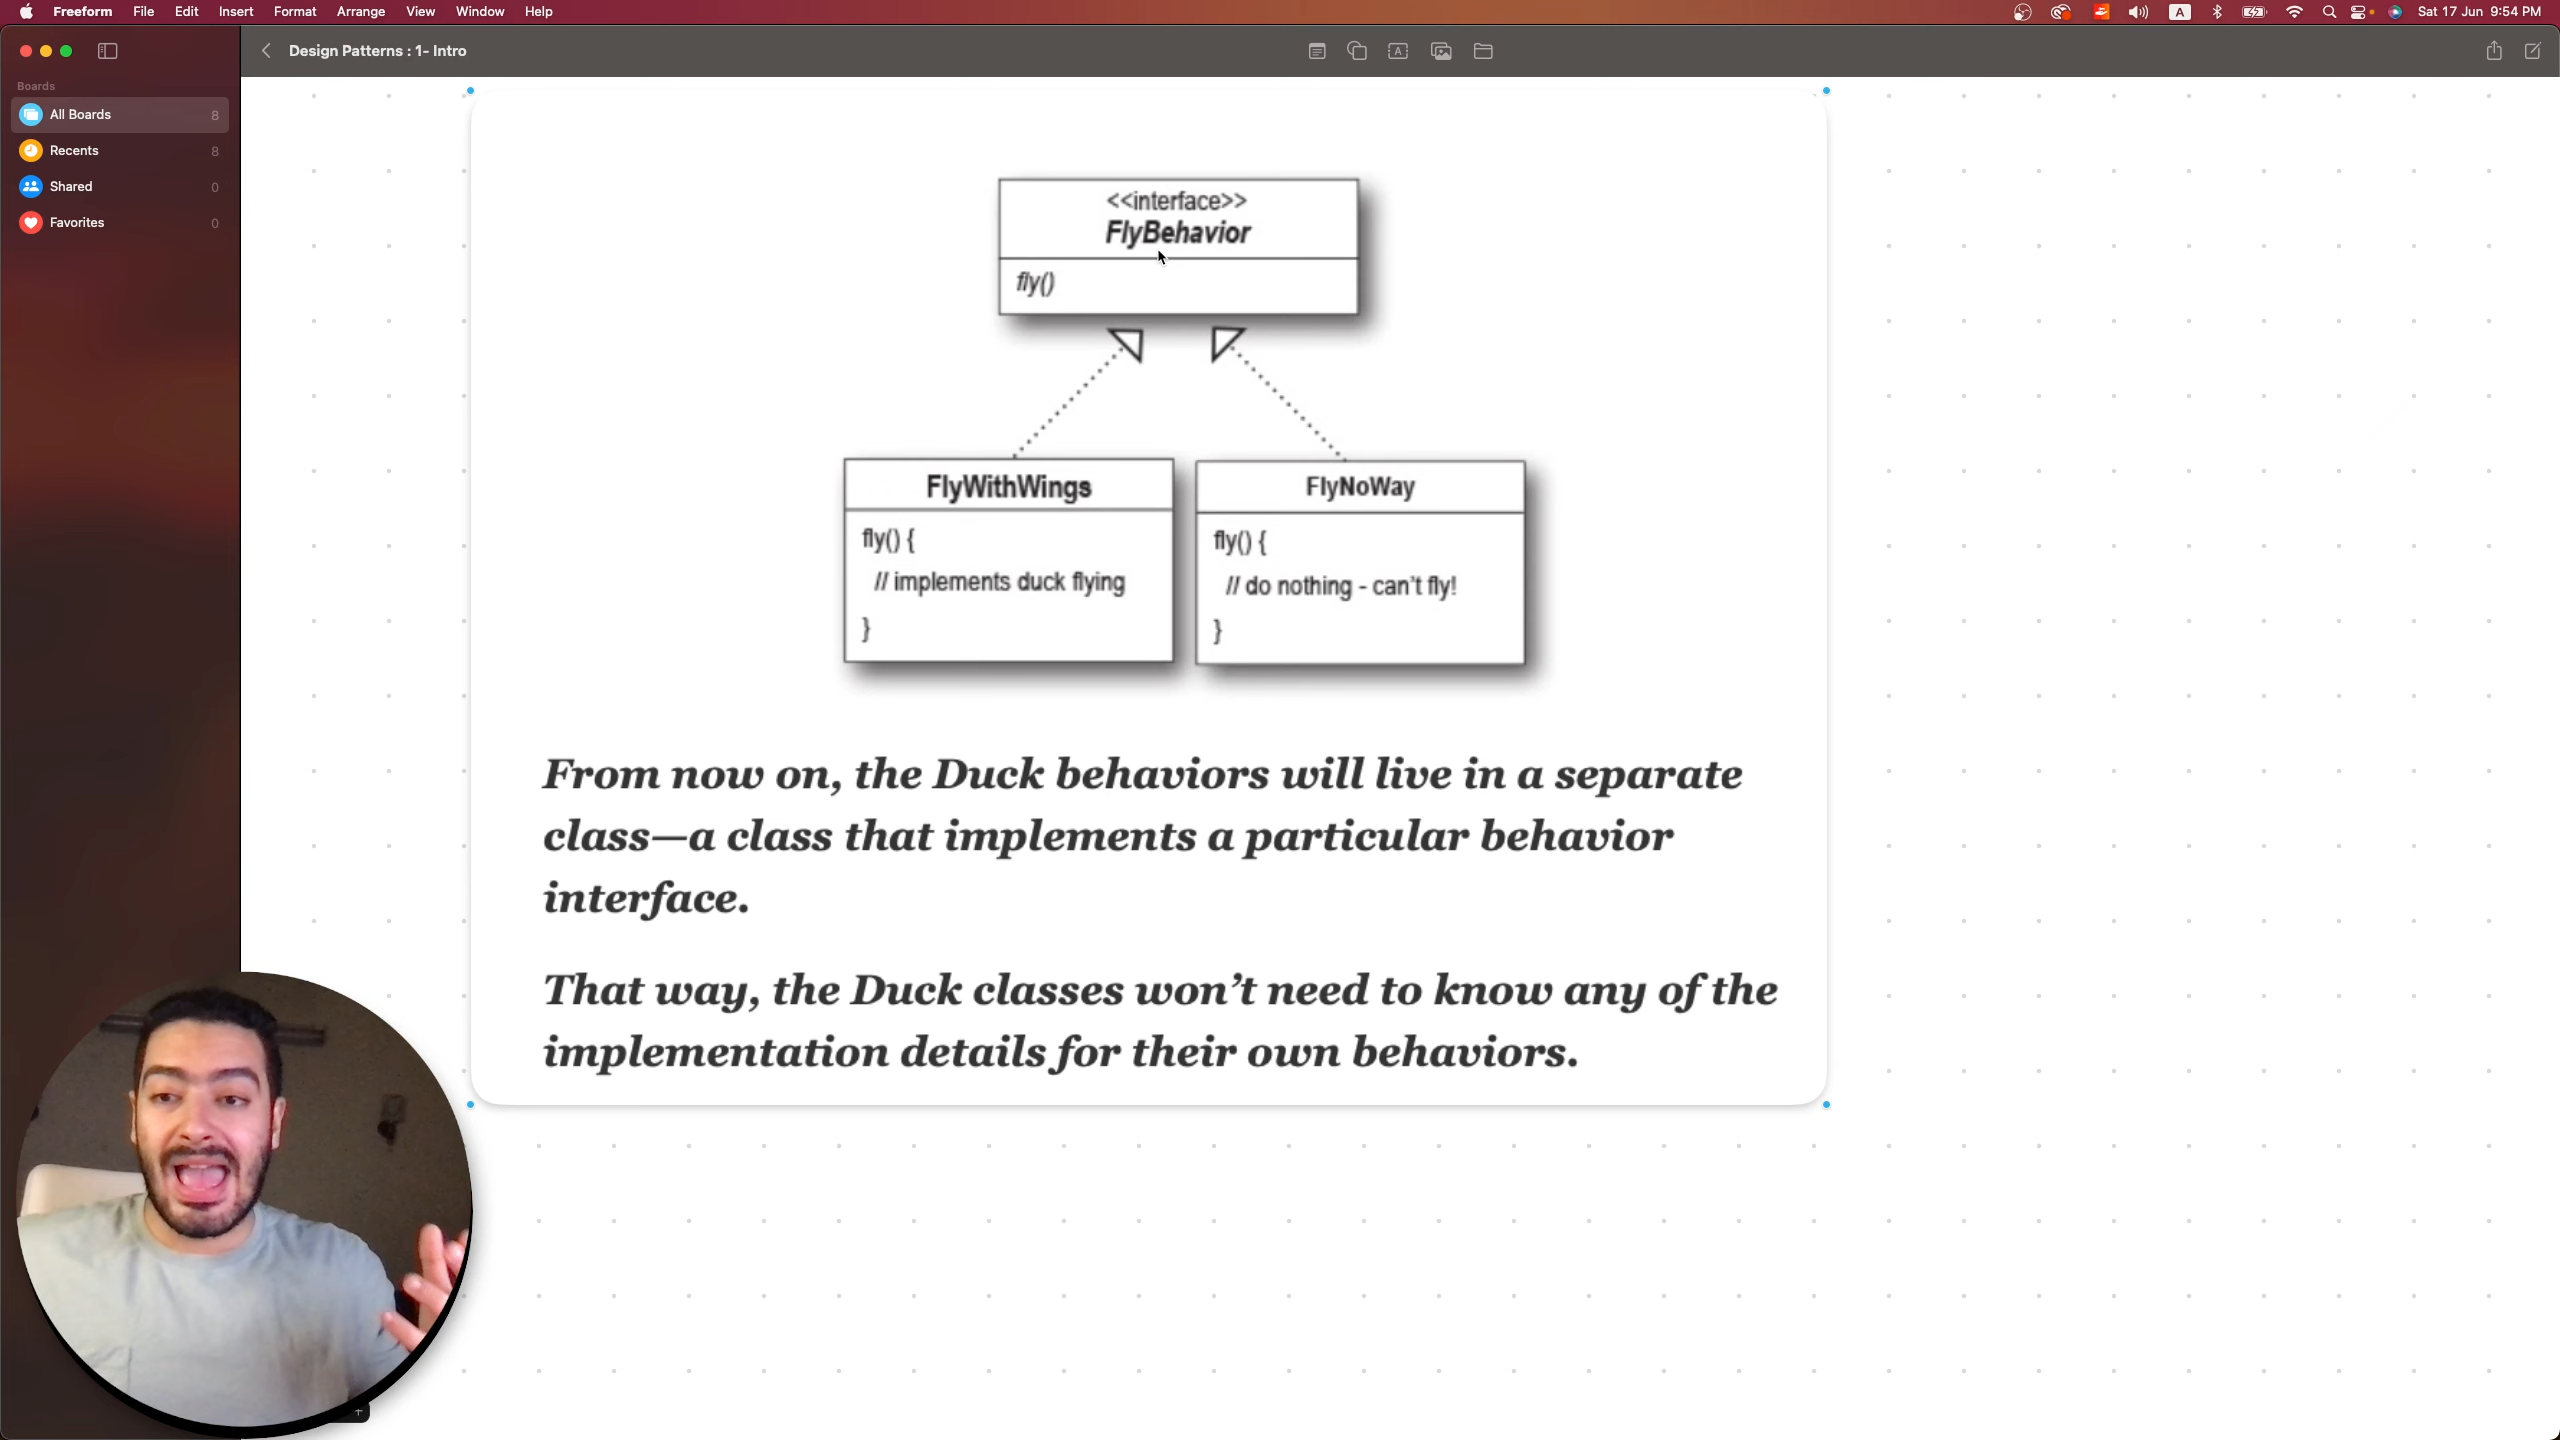 Freeform File Edit Insert Format Arrange View Window Help
A
Sat 17 Jun 9:54 PM
Design Patterns : 1- Intro
A
Boards
All Boards 8
Recents 8
Shared 0
Favorites 0
<<interface>>
FlyBehavior
fly()
FlyWithWings
fly() {
// implements duck flying
}
FlyNoWay
fly() {
// do nothing - can't fly!
}
From now on, the Duck behaviors will live in a separate
class—a class that implements a particular behavior
interface.
That way, the Duck classes won’t need to know any of the
implementation details for their own behaviors.